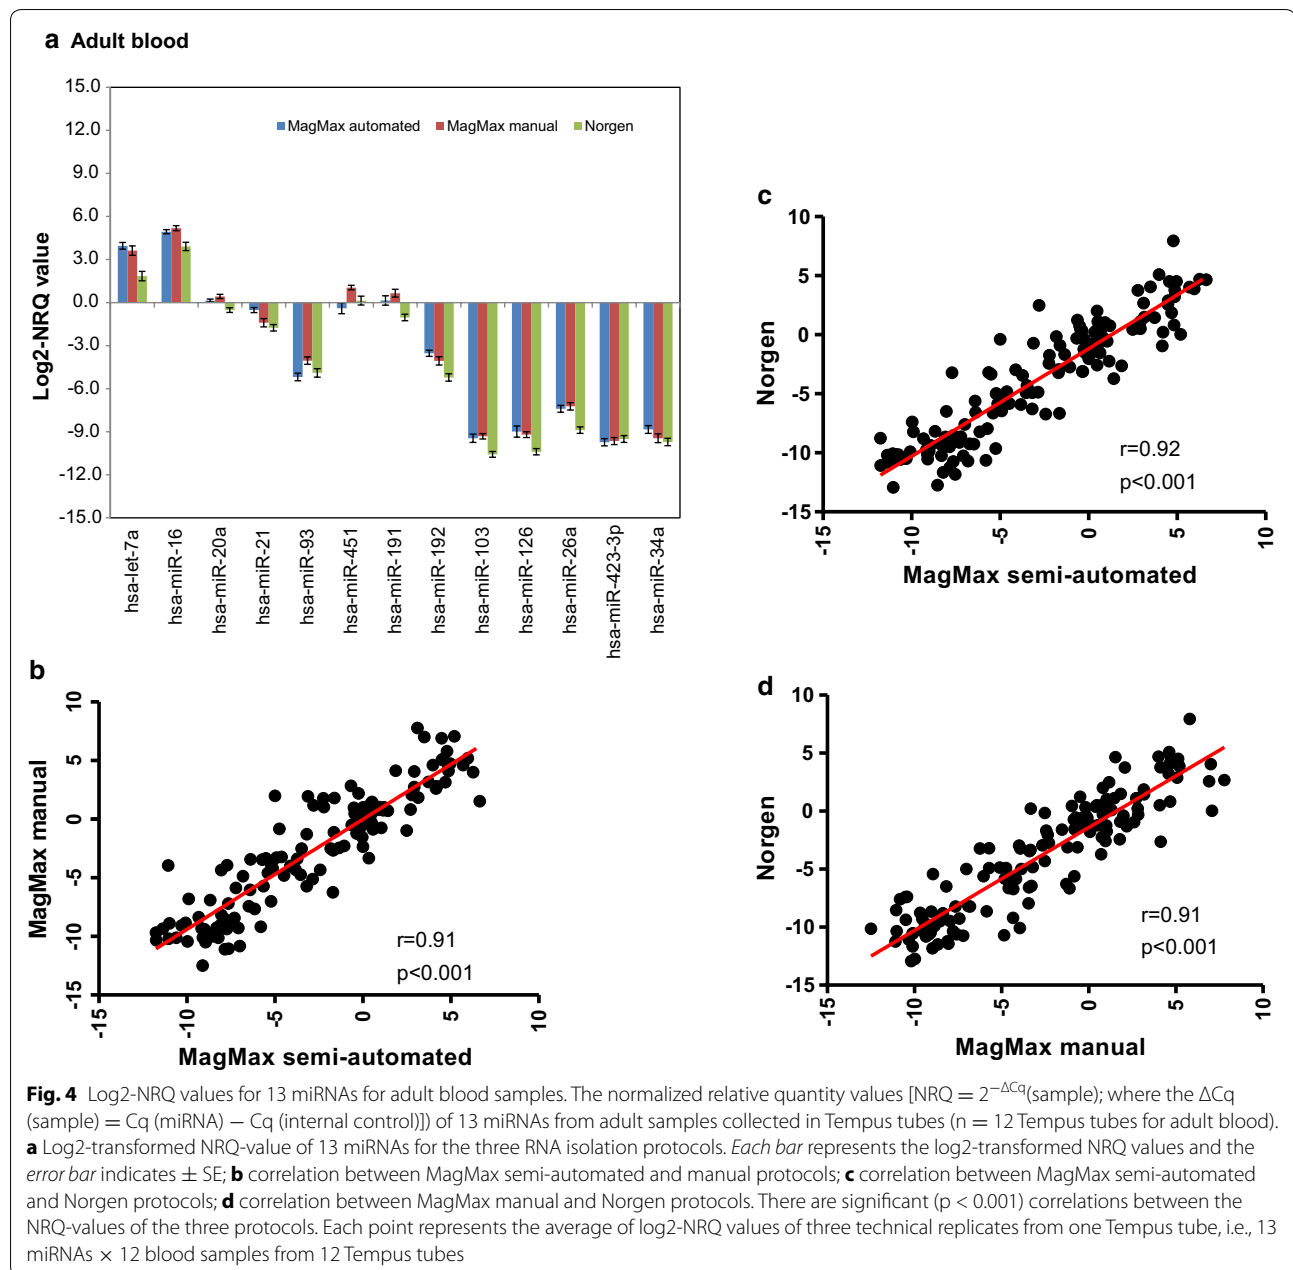 a Adult blood
15.0
12.0
9.0
6.0
3.0
0.0
-3.0
-6.0
-9.0
-12.0
-15.0
Log2-NRQ value
MagMax automated MagMax manual Norgen
hsa-let-7a
hsa-miR-16
hsa-miR-20a
hsa-miR-21
hsa-miR-93
hsa-miR-451
hsa-miR-191
hsa-miR-192
hsa-miR-103
hsa-miR-126
hsa-miR-26a
hsa-miR-423-3p
hsa-miR-34a
c
10
5
0
-5
-10
-15
Norgen
r=0.92
p<0.001
-15 -10 -5 0 5 10
MagMax semi-automated
b
10
5
0
-5
-10
-15
MagMax manual
r=0.91
p<0.001
-15 -10 -5 0 5 10
MagMax semi-automated
d
10
5
0
-5
-10
-15
Norgen
r=0.91
p<0.001
-15 -10 -5 0 5 10
MagMax manual
Fig. 4 Log2-NRQ values for 13 miRNAs for adult blood samples. The normalized relative quantity values [NRQ = 2−ΔCq(sample); where the ΔCq
(sample) = Cq (miRNA) − Cq (internal control)]) of 13 miRNAs from adult samples collected in Tempus tubes (n = 12 Tempus tubes for adult blood).
a Log2-transformed NRQ-value of 13 miRNAs for the three RNA isolation protocols. Each bar represents the log2-transformed NRQ values and the
error bar indicates ± SE; b correlation between MagMax semi-automated and manual protocols; c correlation between MagMax semi-automated
and Norgen protocols; d correlation between MagMax manual and Norgen protocols. There are significant (p < 0.001) correlations between the
NRQ-values of the three protocols. Each point represents the average of log2-NRQ values of three technical replicates from one Tempus tube, i.e., 13
miRNAs × 12 blood samples from 12 Tempus tubes